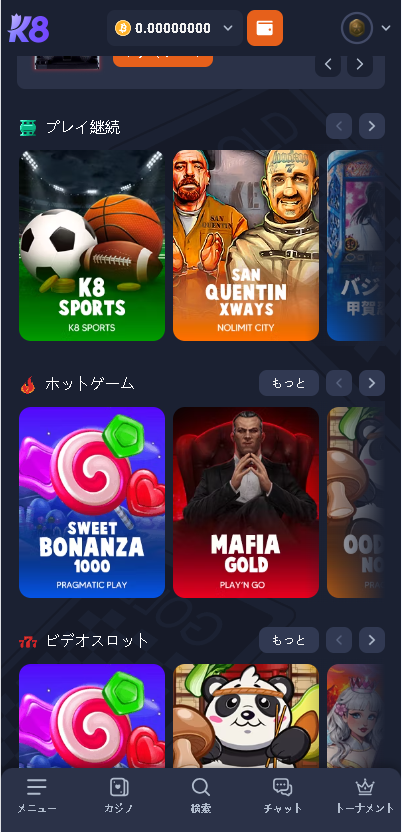 K8
0.00000000
プレイ継続
K8
SPORTS
K8 SPORTS
SAN
QUENTIN
SAN
QUENTIN
XWAYS
NOLIMIT CITY
バジ
甲賀
ホットゲーム
もっと
SWEET
BONANZA
1000
PRAGMATIC PLAY
MAFIA
GOLD
PLAY'N GO
ビデオスロット
もっと
メニュー
カジノ
検索
チャット
トーナメント